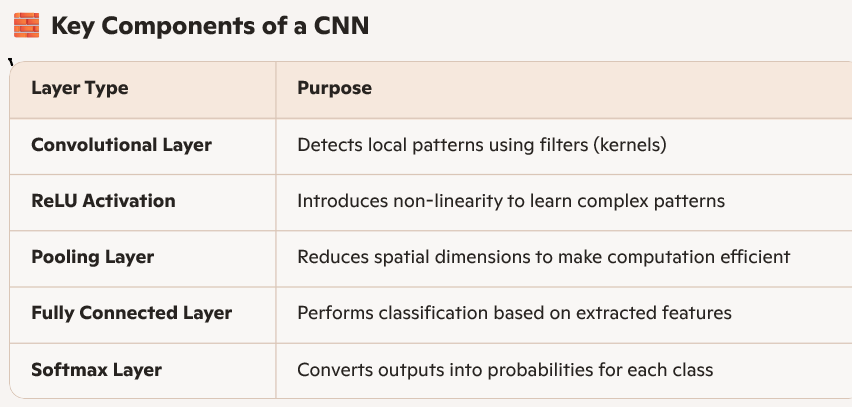 🧱 Key Components of a CNN
Layer Type Purpose
Convolutional Layer Detects local patterns using filters (kernels)
ReLU Activation Introduces non-linearity to learn complex patterns
Pooling Layer Reduces spatial dimensions to make computation efficient
Fully Connected Layer Performs classification based on extracted features
Softmax Layer Converts outputs into probabilities for each class